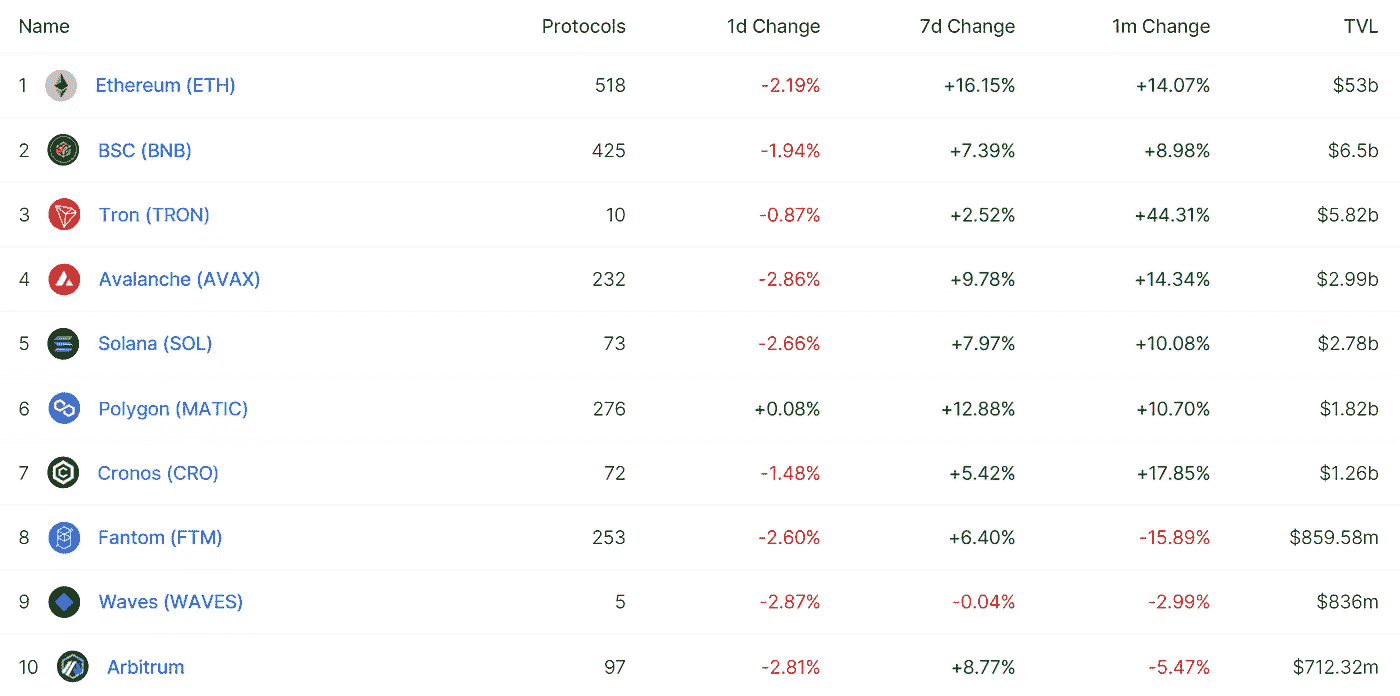 Name Protocols 1d Change 7d Change 1m Change TVL
1 Ethereum (ETH) 518 -2.19% +16.15% +14.07% $53b
2 BSC (BNB) 425 -1.94% +7.39% +8.98% $6.5b
3 Tron (TRON) 10 -0.87% +2.52% +44.31% $5.82b
4 Avalanche (AVAX) 232 -2.86% +9.78% +14.34% $2.99b
5 Solana (SOL) 73 -2.66% +7.97% +10.08% $2.78b
6 Polygon (MATIC) 276 +0.08% +12.88% +10.70% $1.82b
7 Cronos (CRO) 72 -1.48% +5.42% +17.85% $1.26b
8 Fantom (FTM) 253 -2.60% +6.40% -15.89% $859.58m
9 Waves (WAVES) 5 -2.87% -0.04% -2.99% $836m
10 Arbitrum 97 -2.81% +8.77% -5.47% $712.32m